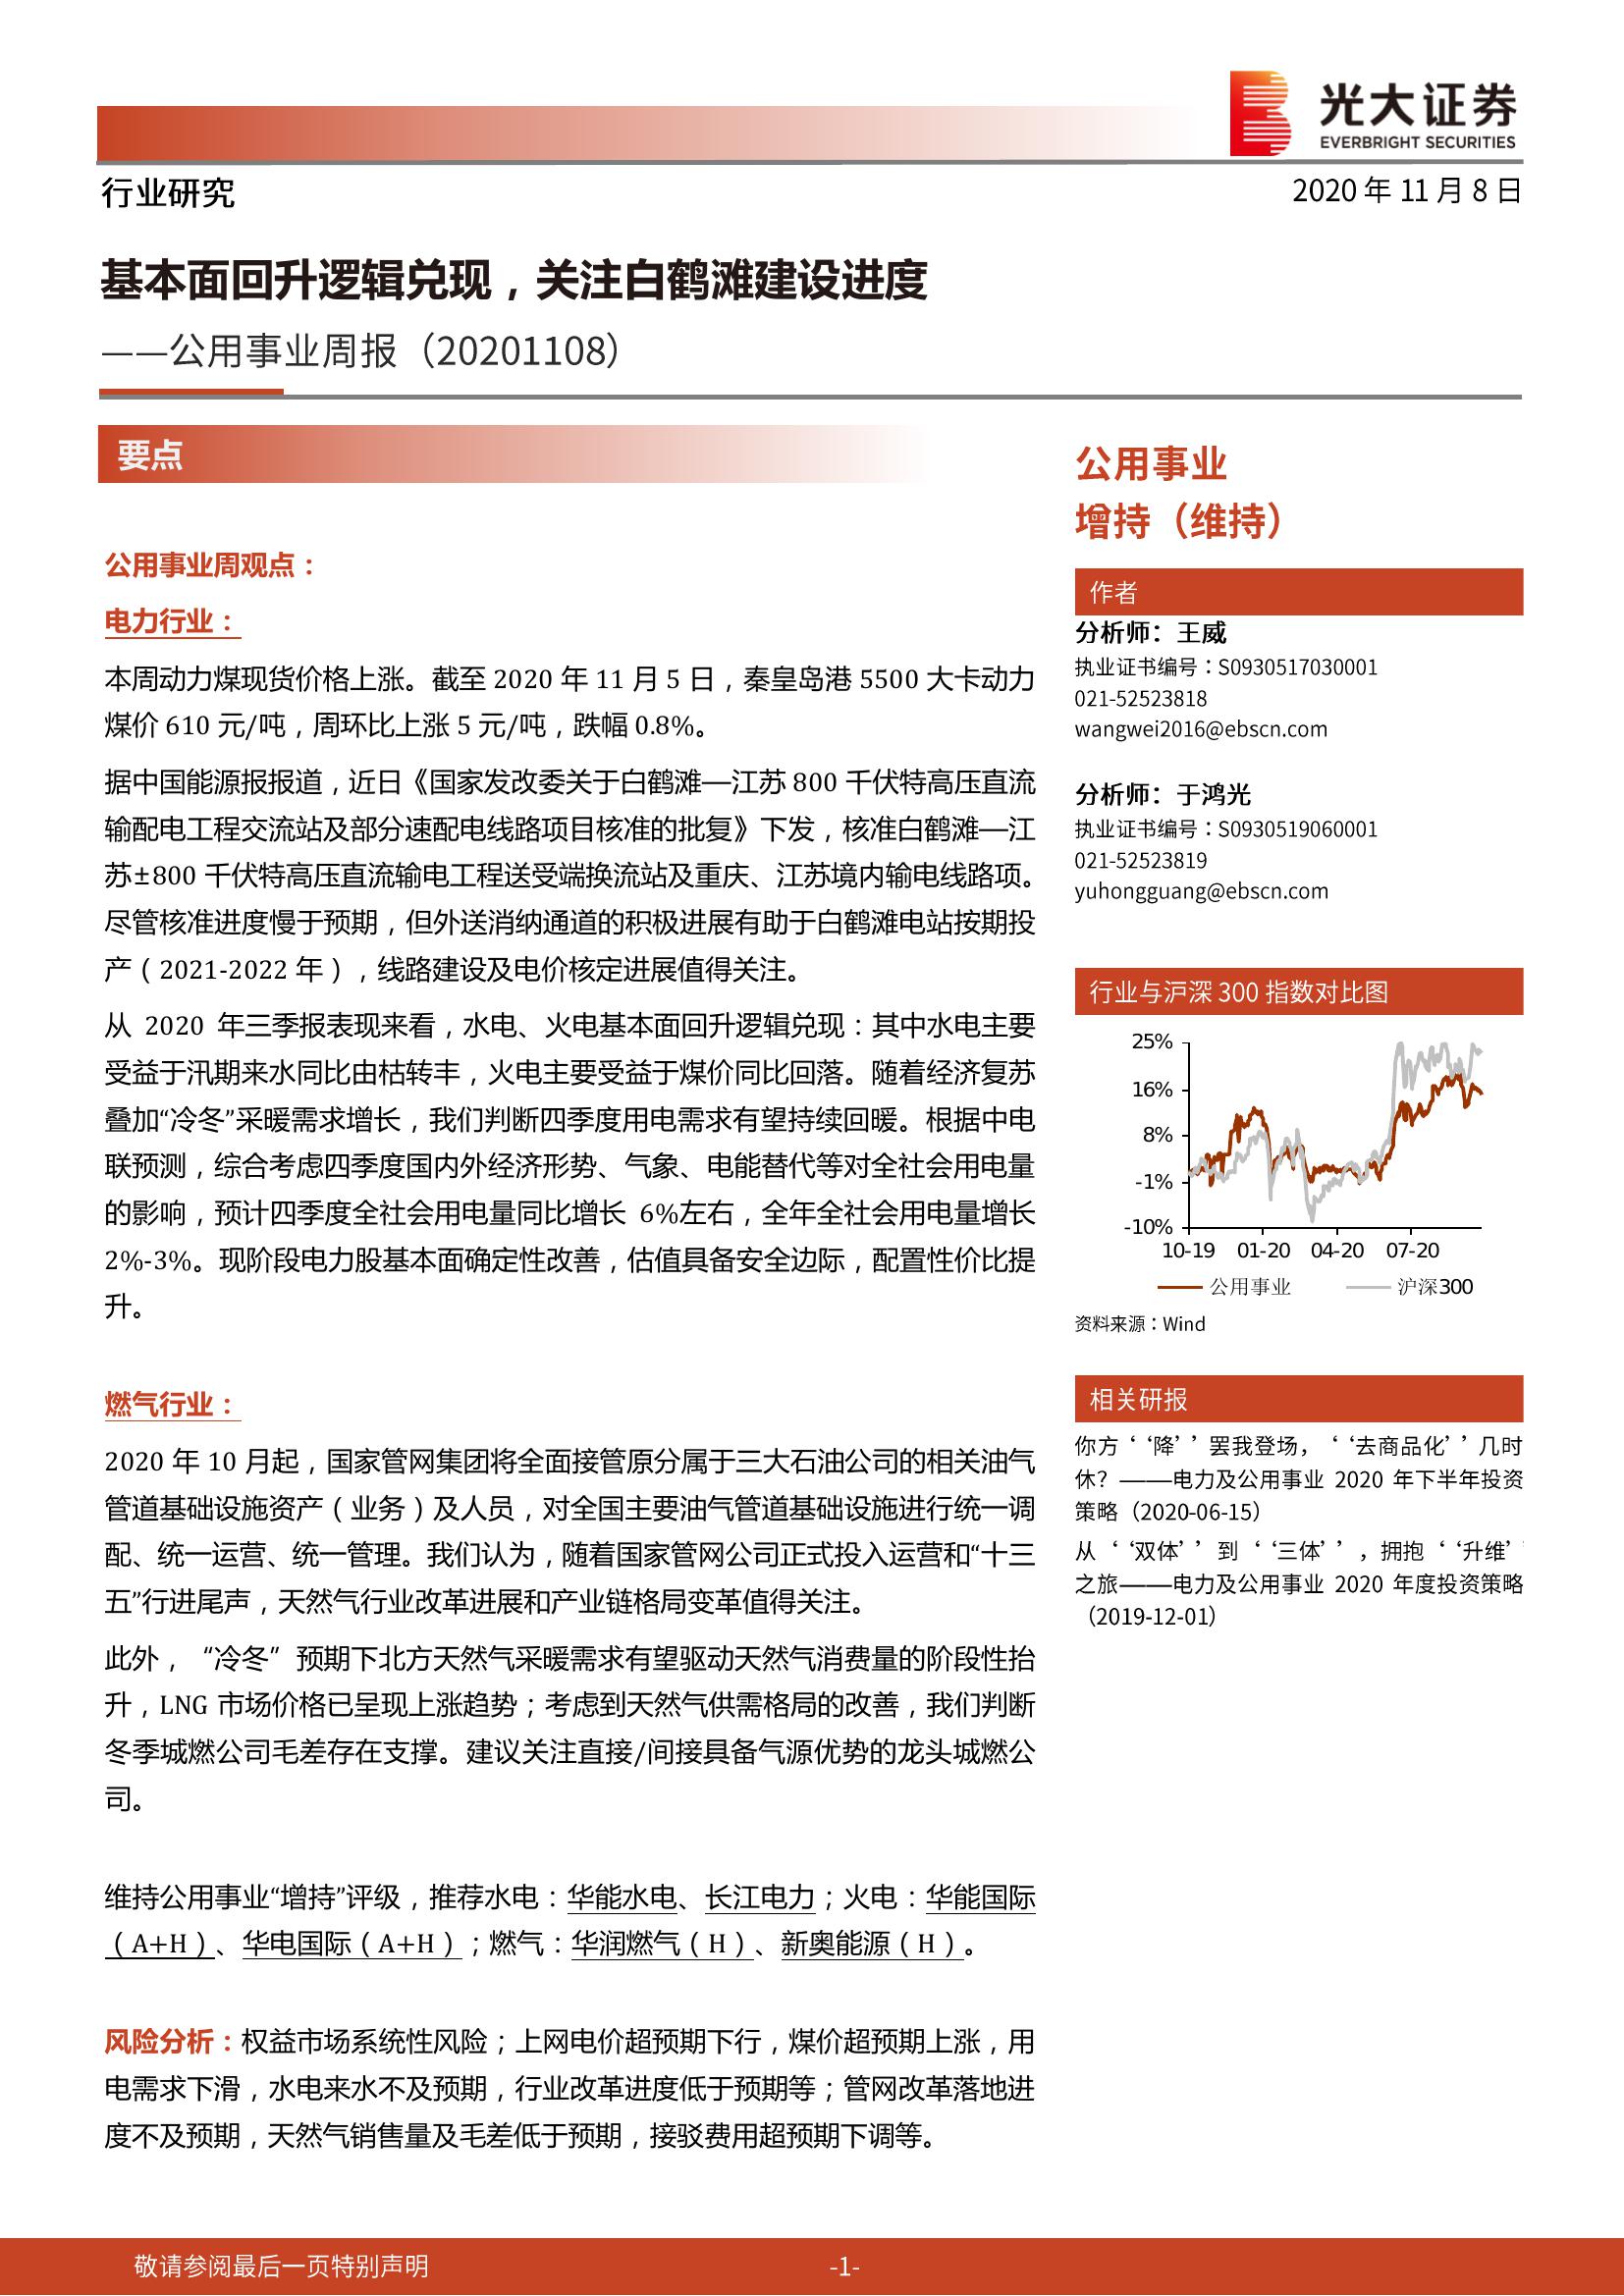 光大证券
EVERBRIGHT SECURITIES
行业研究
2020 年 11 月 8 日
基本面回升逻辑兑现，关注白鹤滩建设进度
——公用事业周报（20201108）
要点
公用事业周观点：
电力行业：
本周动力煤现货价格上涨。截至 2020 年 11 月 5 日，秦皇岛港 5500 大卡动力
煤价 610 元/吨，周环比上涨 5 元/吨，跌幅 0.8%。
据中国能源报报道，近日《国家发改委关于白鹤滩—江苏 800 千伏特高压直流
输配电工程交流站及部分速配电线路项目核准的批复》下发，核准白鹤滩—江
苏±800 千伏特高压直流输电工程送受端换流站及重庆、江苏境内输电线路项。
尽管核准进度慢于预期，但外送消纳通道的积极进展有助于白鹤滩电站按期投
产（2021-2022 年），线路建设及电价核定进展值得关注。
从 2020 年三季报表现来看，水电、火电基本面回升逻辑兑现：其中水电主要
受益于汛期来水同比由枯转丰，火电主要受益于煤价同比回落。随着经济复苏
叠加“冷冬”采暖需求增长，我们判断四季度用电需求有望持续回暖。根据中电
联预测，综合考虑四季度国内外经济形势、气象、电能替代等对全社会用电量
的影响，预计四季度全社会用电量同比增长 6%左右，全年全社会用电量增长
2%-3%。现阶段电力股基本面确定性改善，估值具备安全边际，配置性价比提
升。
燃气行业：
2020 年 10 月起，国家管网集团将全面接管原分属于三大石油公司的相关油气
管道基础设施资产（业务）及人员，对全国主要油气管道基础设施进行统一调
配、统一运营、统一管理。我们认为，随着国家管网公司正式投入运营和“十三
五”行进尾声，天然气行业改革进展和产业链格局变革值得关注。
此外，“冷冬”预期下北方天然气采暖需求有望驱动天然气消费量的阶段性抬
升，LNG 市场价格已呈现上涨趋势；考虑到天然气供需格局的改善，我们判断
冬季城燃公司毛差存在支撑。建议关注直接/间接具备气源优势的龙头城燃公
司。
维持公用事业“增持”评级，推荐水电：华能水电、长江电力；火电：华能国际
（A+H）、华电国际（A+H）；燃气：华润燃气（H）、新奥能源（H）。
风险分析：权益市场系统性风险；上网电价超预期下行，煤价超预期上涨，用
电需求下滑，水电来水不及预期，行业改革进度低于预期等；管网改革落地进
度不及预期，天然气销售量及毛差低于预期，接驳费用超预期下调等。
公用事业
增持（维持）
作者
分析师：王威
执业证书编号：S0930517030001
021-52523818
wangwei2016@ebscn.com
分析师：于鸿光
执业证书编号：S0930519060001
021-52523819
yuhongguang@ebscn.com
行业与沪深 300 指数对比图
25%
16%
8%
-1%
-10%
10-19 01-20 04-20 07-20
公用事业 沪深300
资料来源：Wind
相关研报
你方‘‘降’’罢我登场，‘‘去商品化’’几时
休？——电力及公用事业 2020 年下半年投资
策略（2020-06-15）
从‘‘双体’’到‘‘三体’’，拥抱‘‘升维’’
之旅——电力及公用事业 2020 年度投资策略
（2019-12-01）
敬请参阅最后一页特别声明
-1-